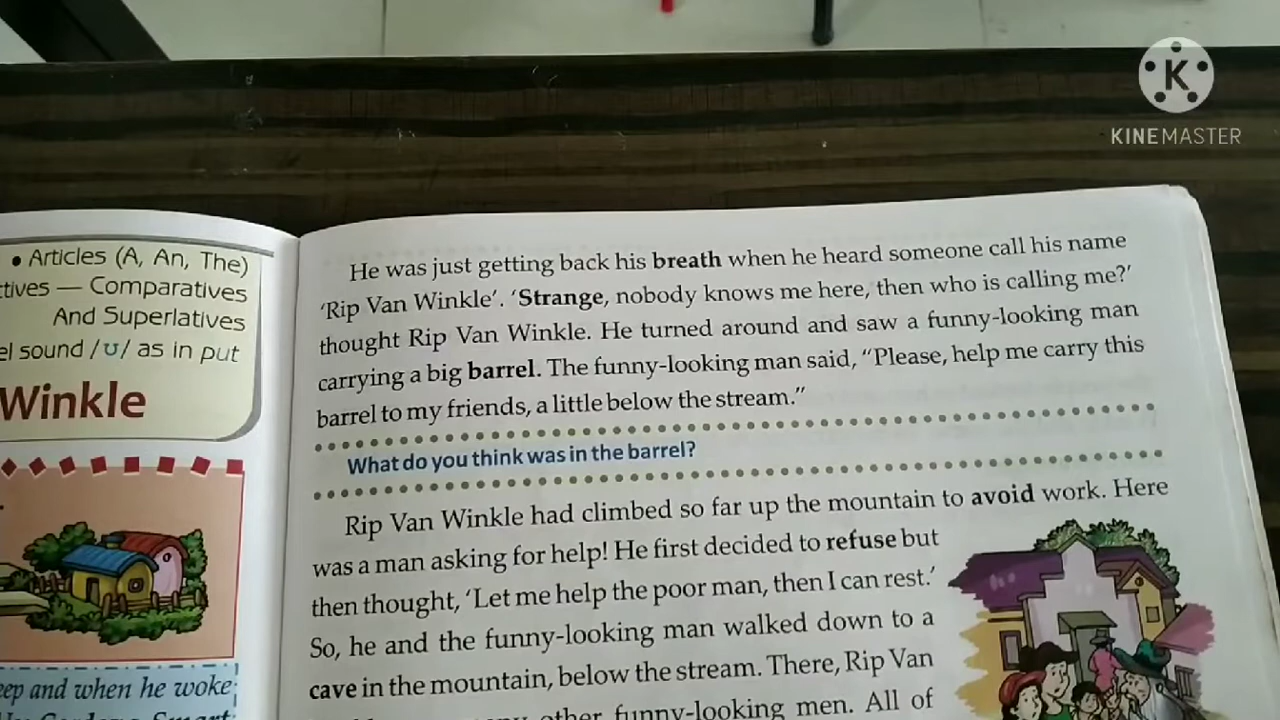 KINEMASTER
• Articles (A, An, The)
— Comparatives
And Superlatives
sound /ʊ/ as in put
Winkle
and when he woke
He was just getting back his breath when he heard someone call his name
'Rip Van Winkle'. 'Strange, nobody knows me here, then who is calling me?'
thought Rip Van Winkle. He turned around and saw a funny-looking man
carrying a big barrel. The funny-looking man said, "Please, help me carry this
barrel to my friends, a little below the stream."
What do you think was in the barrel?
Rip Van Winkle had climbed so far up the mountain to avoid work. Here
was a man asking for help! He first decided to refuse but
then thought, 'Let me help the poor man, then I can rest.'
So, he and the funny-looking man walked down to a
cave in the mountain, below the stream. There, Rip Van
other funny-looking men. All of